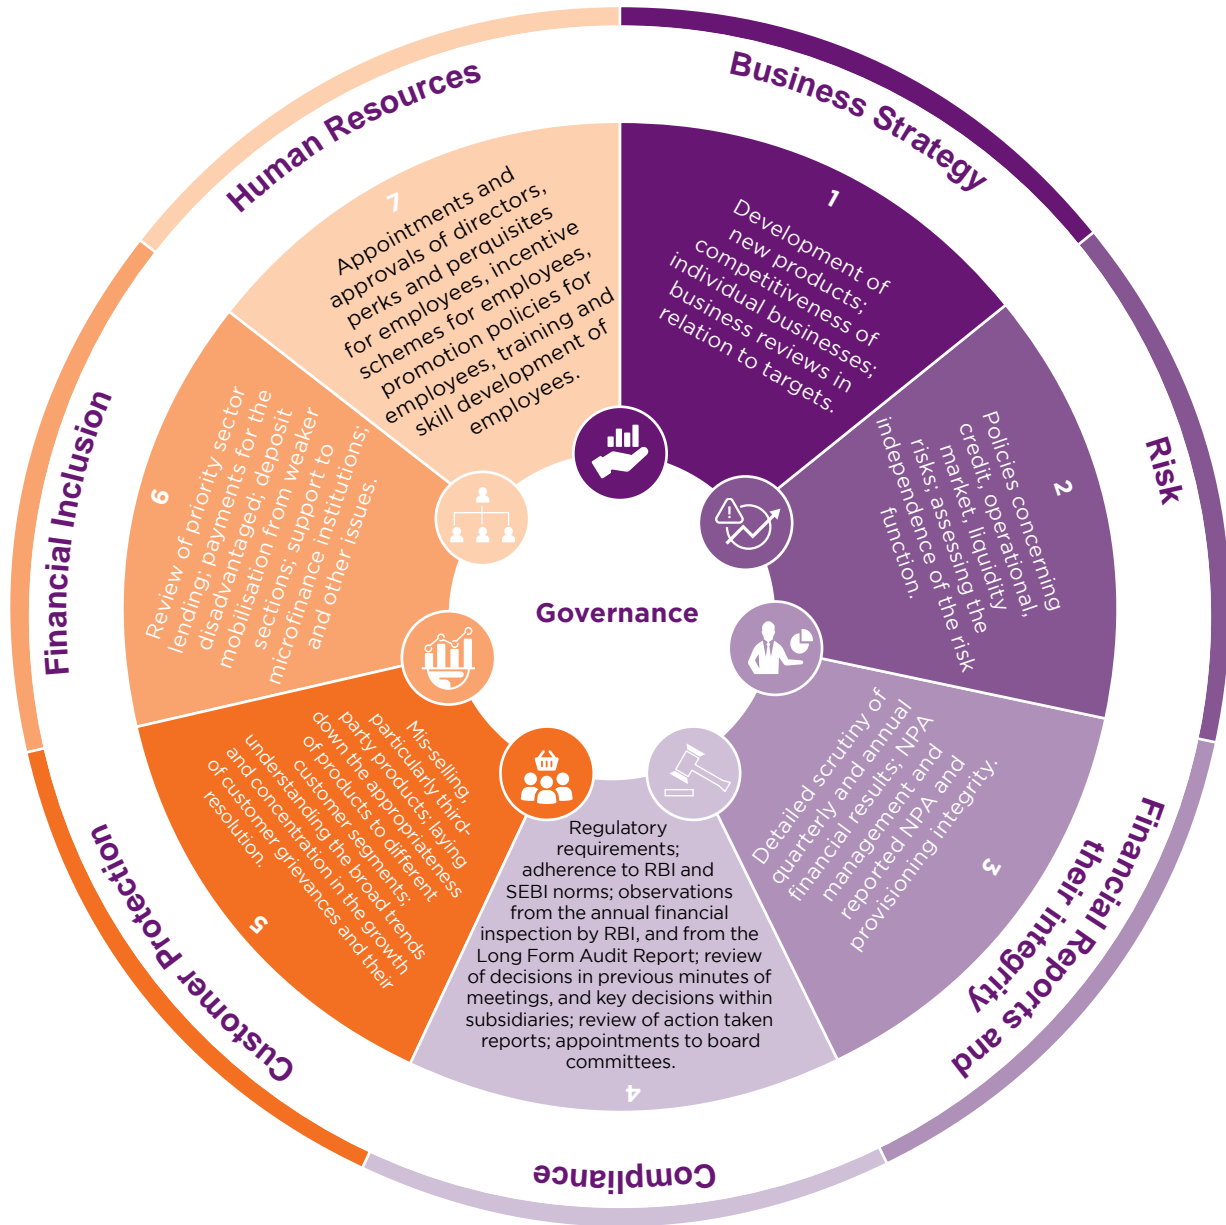 Governance
Business Strategy
1
Development of
new products;
competitiveness of
individual businesses;
business reviews in
relation to targets.
Risk
2
Policies concerning
credit, operational,
market, liquidity
risks; assessing the
independence of the risk
function.
Financial Reports and
their integrity
3
Detailed scrutiny of
quarterly and annual
financial results; NPA
management and
reported NPA and
provisioning integrity.
Compliance
4
Regulatory
requirements;
adherence to RBI and
SEBI norms; observations
from the annual financial
inspection by RBI, and from the
Long Form Audit Report; review
of decisions in previous minutes of
meetings, and key decisions within
subsidiaries; review of action taken
reports; appointments to board
committees.
Customer Protection
5
Mis-selling,
particularly third-
party products; laying
down the appropriateness
of products to different
customer segments;
understanding the broad trends
and concentration in the growth
of customer grievances and their
resolution.
Financial Inclusion
6
Review of priority sector
lending; payments for the
disadvantaged; deposit
mobilisation from weaker
sections; support to
microfinance institutions;
and other issues.
Human Resources
7
Appointments and
approvals of directors,
perks and perquisites
for employees, incentive
schemes for employees,
promotion policies for
employees, training and
skill development of
employees.